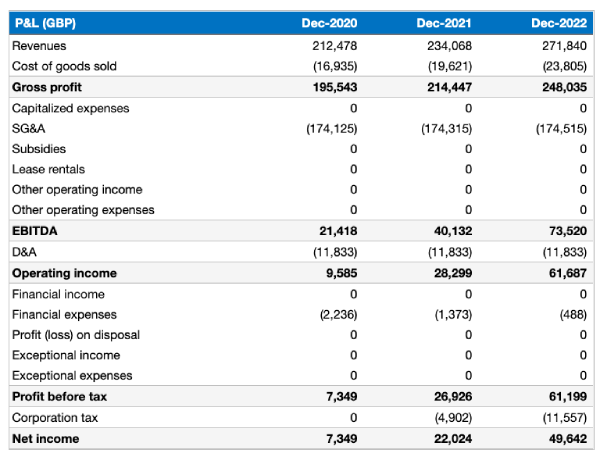 P&L (GBP) Dec-2020 Dec-2021 Dec-2022
Revenues 212,478 234,068 271,840
Cost of goods sold (16,935) (19,621) (23,805)
Gross profit 195,543 214,447 248,035
Capitalized expenses 0 0 0
SG&A (174,125) (174,315) (174,515)
Subsidies 0 0 0
Lease rentals 0 0 0
Other operating income 0 0 0
Other operating expenses 0 0 0
EBITDA 21,418 40,132 73,520
D&A (11,833) (11,833) (11,833)
Operating income 9,585 28,299 61,687
Financial income 0 0 0
Financial expenses (2,236) (1,373) (488)
Profit (loss) on disposal 0 0 0
Exceptional income 0 0 0
Exceptional expenses 0 0 0
Profit before tax 7,349 26,926 61,199
Corporation tax 0 (4,902) (11,557)
Net income 7,349 22,024 49,642